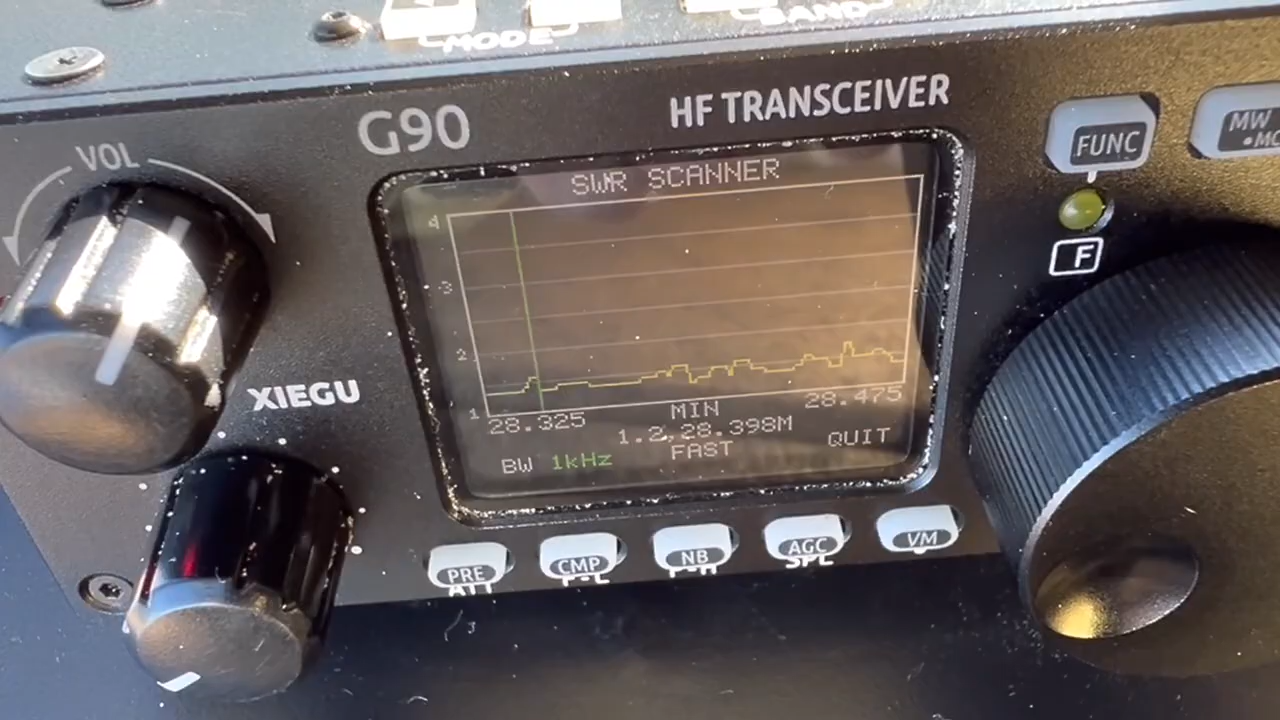 MODE
BAND
G90
HF TRANSCEIVER
VOL
FUNC
MW
F
SWR SCANNER
4
3
2
1
XIEGU
28.325
MIN
28.475
1.2,28.398M
BW 1kHz
FAST
QUIT
PRE
CMP
NB
AGC
VM
ATT
SPL